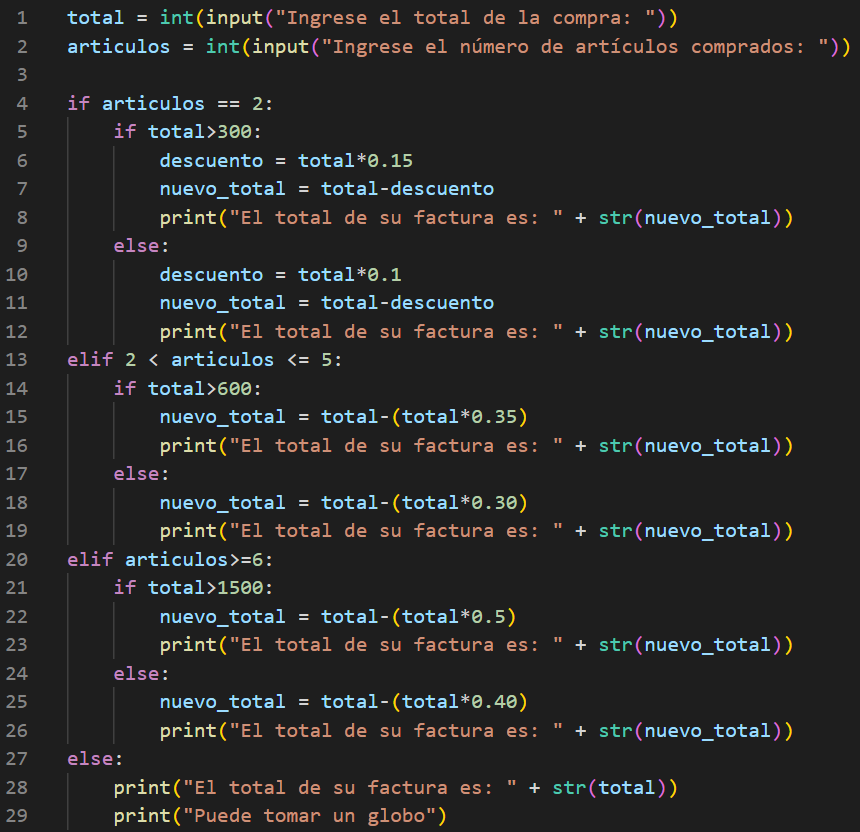 1 total = int(input("Ingrese el total de la compra: "))
2 articulos = int(input("Ingrese el número de artículos comprados: "))
3
4 if articulos == 2:
5     if total>300:
6         descuento = total*0.15
7         nuevo_total = total-descuento
8         print("El total de su factura es: " + str(nuevo_total))
9     else:
10         descuento = total*0.1
11         nuevo_total = total-descuento
12         print("El total de su factura es: " + str(nuevo_total))
13 elif 2 < articulos <= 5:
14     if total>600:
15         nuevo_total = total-(total*0.35)
16         print("El total de su factura es: " + str(nuevo_total))
17     else:
18         nuevo_total = total-(total*0.30)
19         print("El total de su factura es: " + str(nuevo_total))
20 elif articulos>=6:
21     if total>1500:
22         nuevo_total = total-(total*0.5)
23         print("El total de su factura es: " + str(nuevo_total))
24     else:
25         nuevo_total = total-(total*0.40)
26         print("El total de su factura es: " + str(nuevo_total))
27 else:
28     print("El total de su factura es: " + str(total))
29     print("Puede tomar un globo")